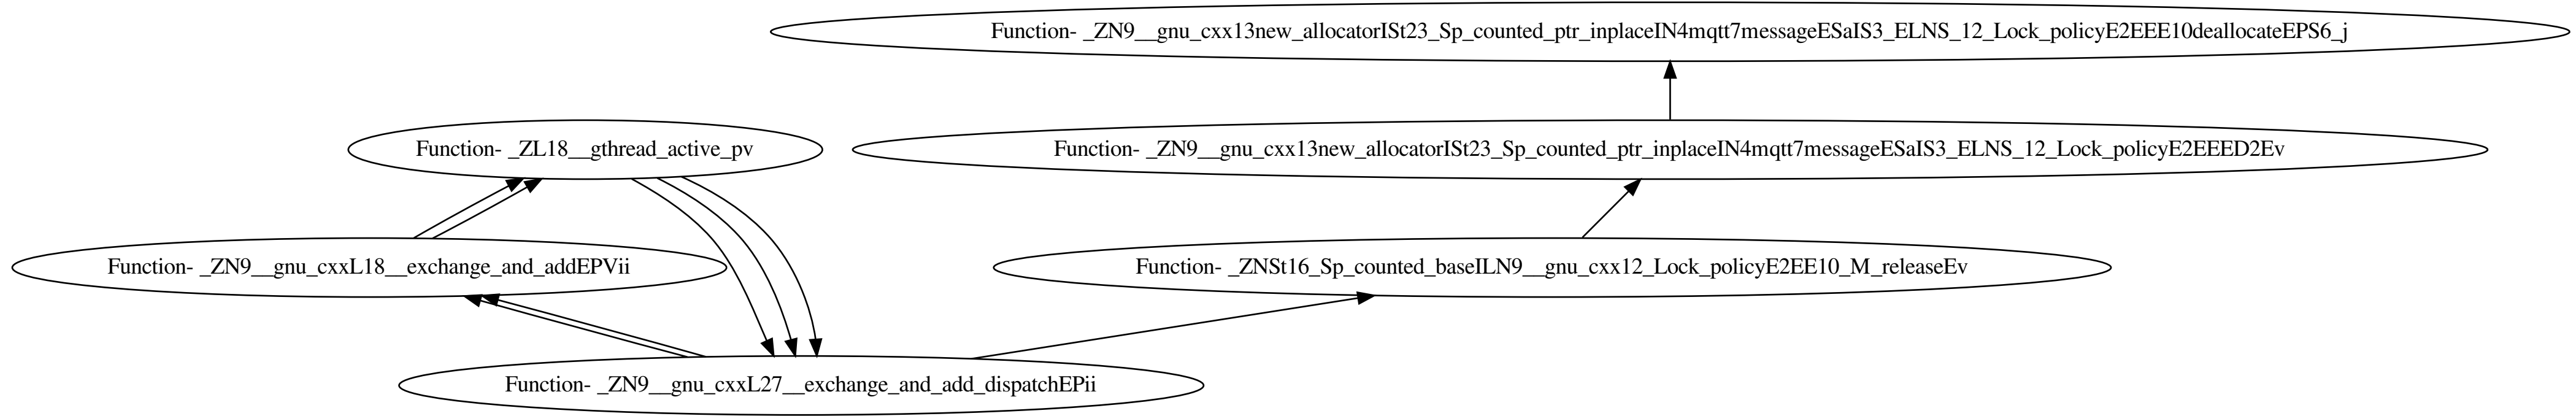 Function- _ZN9__gnu_cxx13new_allocatorISt23_Sp_counted_ptr_inplaceIN4mqtt7messageESaIS3_ELNS_12_Lock_policyE2EEE10deallocateEPS6_j
Function- _ZL18__gthread_active_pv
Function- _ZN9__gnu_cxx13new_allocatorISt23_Sp_counted_ptr_inplaceIN4mqtt7messageESaIS3_ELNS_12_Lock_policyE2EEED2Ev
Function- _ZN9__gnu_cxxL18__exchange_and_addEPVii
Function- _ZNSt16_Sp_counted_baseILN9__gnu_cxx12_Lock_policyE2EE10_M_releaseEv
Function- _ZN9__gnu_cxxL27__exchange_and_add_dispatchEPii